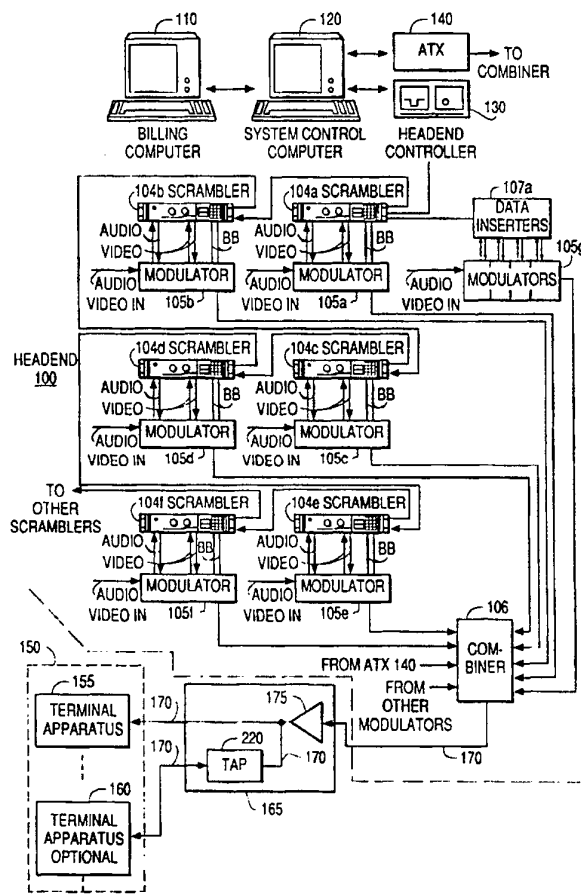 110
120
140
ATX
TO
COMBINER
130
BILLING
COMPUTER
SYSTEM CONTROL
COMPUTER
HEADEND
CONTROLLER
104b SCRAMBLER
AUDIO
VIDEO
BB
MODULATOR
AUDIO
VIDEO IN
105b
104a SCRAMBLER
AUDIO
VIDEO
BB
MODULATOR
AUDIO
VIDEO IN
105a
107a
DATA
INSERTERS
105g
MODULATORS
AUDIO
VIDEO IN
HEADEND
100
104d SCRAMBLER
AUDIO
VIDEO
BB
MODULATOR
AUDIO
VIDEO IN
105d
104c SCRAMBLER
AUDIO
VIDEO
BB
MODULATOR
AUDIO
VIDEO IN
105c
TO
OTHER
SCRAMBLERS
104f SCRAMBLER
AUDIO
VIDEO
BB
MODULATOR
AUDIO
VIDEO IN
105f
104e SCRAMBLER
AUDIO
VIDEO
BB
MODULATOR
AUDIO
VIDEO IN
105e
106
COM-
BINER
FROM ATX 140
FROM
OTHER
MODULATORS
170
150
155
TERMINAL
APPARATUS
170
175
170
220
TAP
170
165
160
TERMINAL
APPARATUS
OPTIONAL